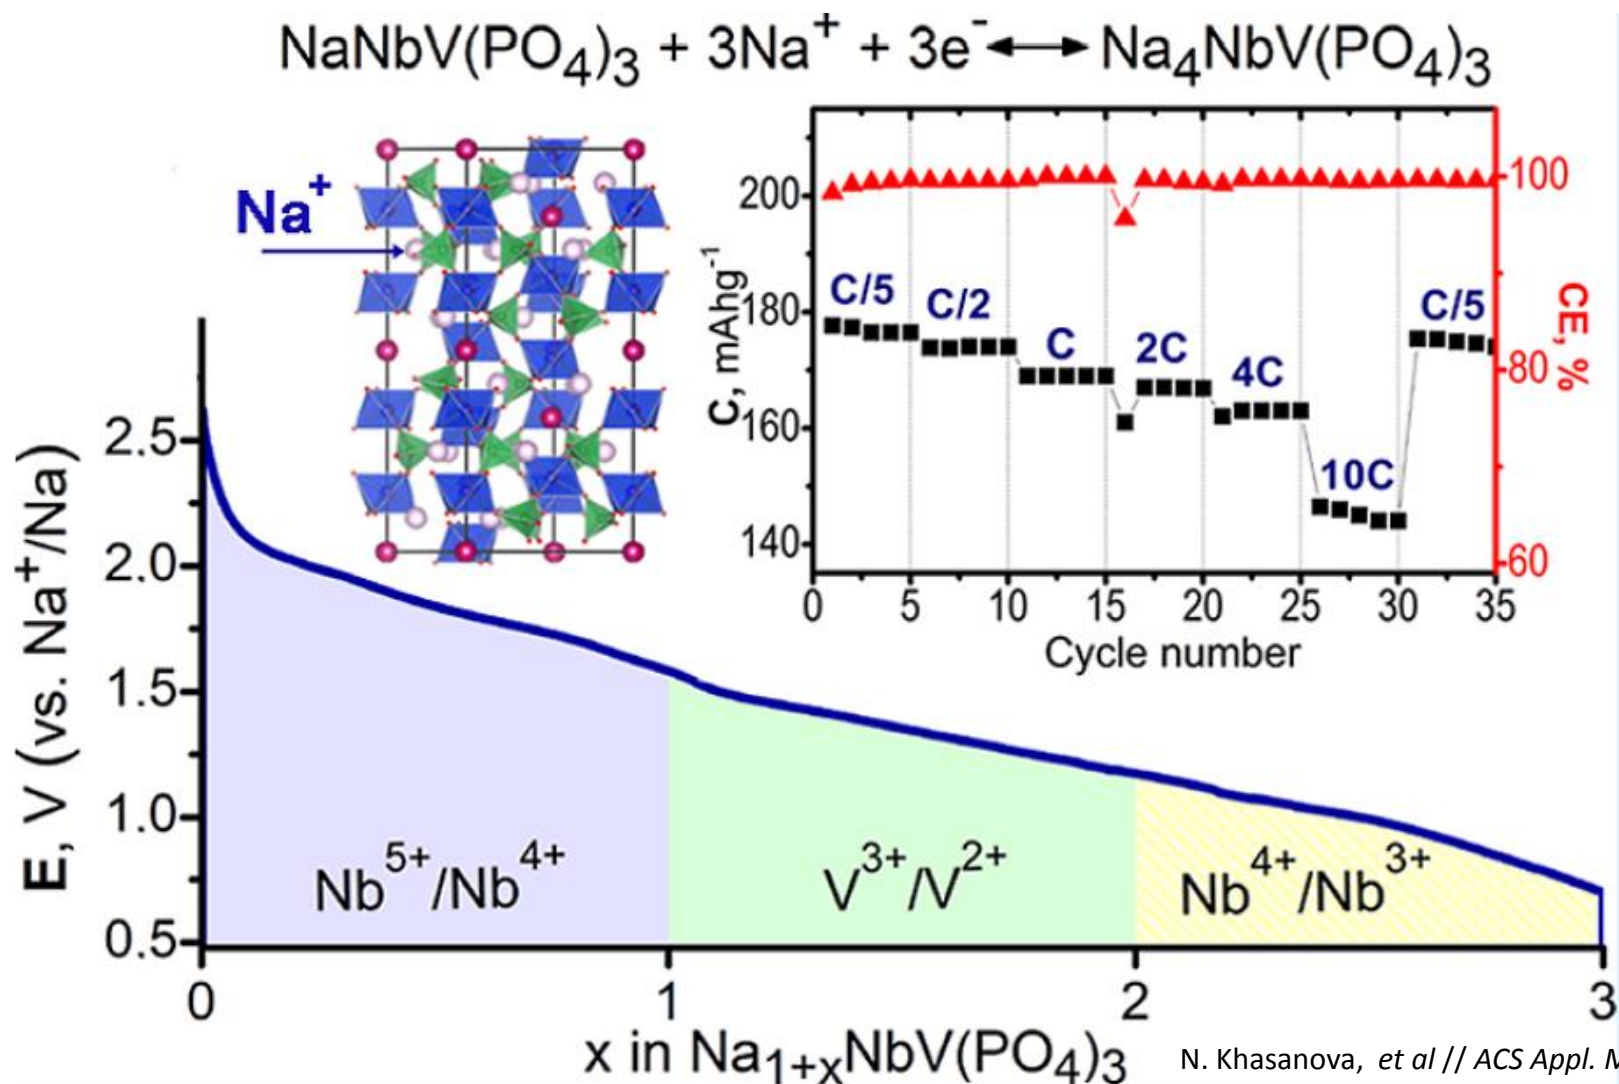 NaNbV(PO4)3 + 3Na+ + 3e- ↔ Na4NbV(PO4)3
Na+
C, mAhg-1
200
180
160
140
C/5
C/2
C
2C
4C
10C
C/5
100
80
60
CE, %
0 5 10 15 20 25 30 35
Cycle number
E, V (vs. Na+/Na)
2.5
2.0
1.5
1.0
0.5
Nb5+/Nb4+
V3+/V2+
Nb4+/Nb3+
0 1 2 3
x in Na1+xNbV(PO4)3
N. Khasanova, et al // ACS Appl.